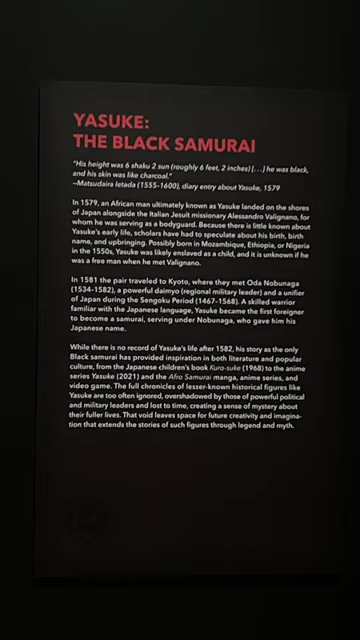 YASUKE:
THE BLACK SAMURAI
"His height was 6 shaku 2 sun (roughly 6 feet, 2 inches) [. . .] he was black,
and his skin was like charcoal."
~Matsudaira Ietada (1555–1600), diary entry about Yasuke, 1579
In 1579, an African man ultimately known as Yasuke landed on the shores
of Japan alongside the Italian Jesuit missionary Alessandro Valignano, for
whom he was serving as a bodyguard. Because there is little known about
Yasuke's early life, scholars have had to speculate about his birth, birth
name, and upbringing. Possibly born in Mozambique, Ethiopia, or Nigeria
in the 1550s, Yasuke was likely enslaved as a child, and it is unknown if he
was a free man when he met Valignano.
In 1581 the pair traveled to Kyoto, where they met Oda Nobunaga
(1534–1582), a powerful daimyo (regional military leader) and a unifier
of Japan during the Sengoku Period (1467–1568). A skilled warrior
familiar with the Japanese language, Yasuke became the first foreigner
to become a samurai, serving under Nobunaga, who gave him his
Japanese name.
While there is no record of Yasuke's life after 1582, his story as the only
Black samurai has provided inspiration in both literature and popular
culture, from the Japanese children's book Kuro-suke (1968) to the anime
series Yasuke (2021) and the Afro Samurai manga, anime series, and
video game. The full chronicles of lesser-known historical figures like
Yasuke are too often ignored, overshadowed by those of powerful political
and military leaders and lost to time, creating a sense of mystery about
their fuller lives. That void leaves space for future creativity and imagina-
tion that extends the stories of such figures through legend and myth.